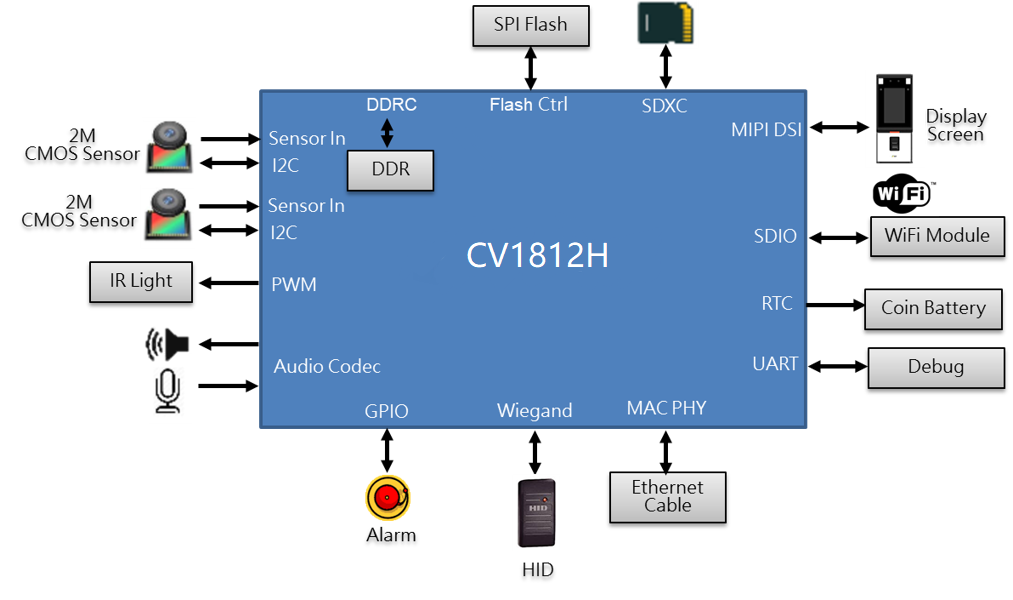 SPI Flash
DDRC
Flash Ctrl
SDXC
MIPI DSI
Display
Screen
2M
CMOS Sensor
Sensor In
I2C
DDR
2M
CMOS Sensor
Sensor In
I2C
WiFi™
SDIO
WiFi Module
CV1812H
IR Light
PWM
RTC
Coin Battery
Audio Codec
UART
Debug
GPIO
Wiegand
MAC PHY
Alarm
HID
HID
Ethernet
Cable